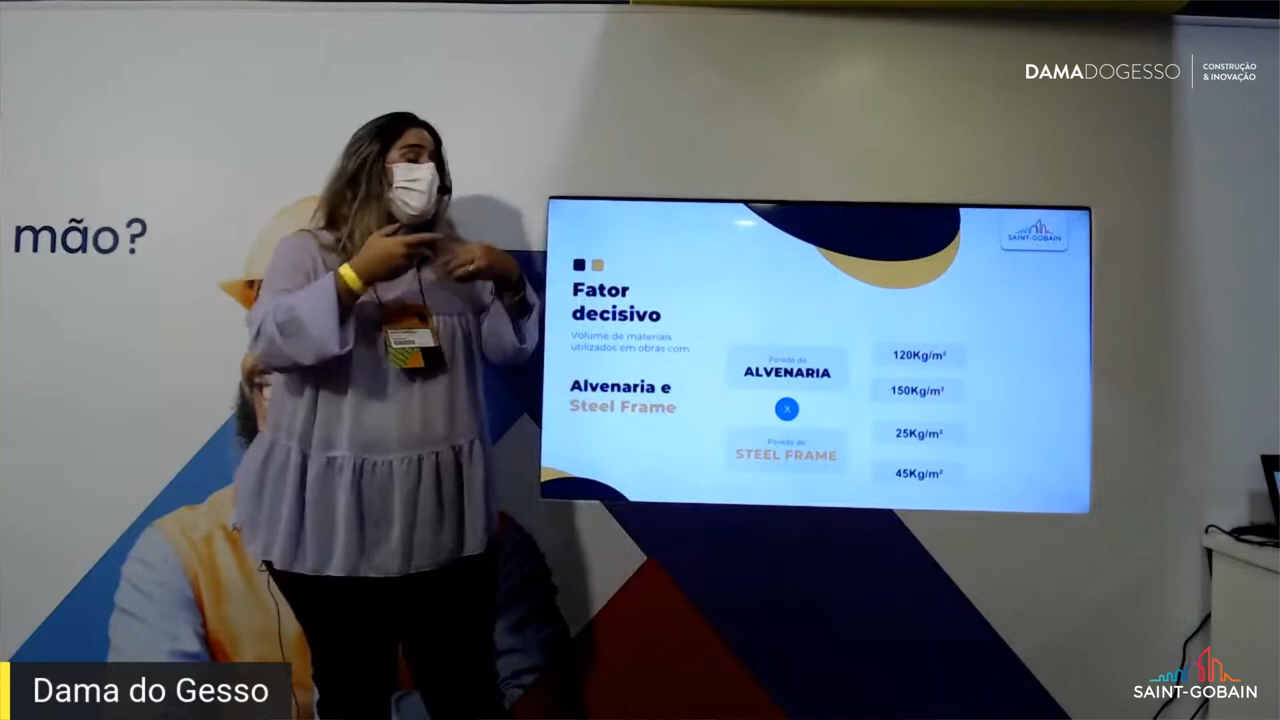 DAMADOGESSO
CONSTRUÇÃO
& INOVAÇÃO
mão?
SAINT-GOBAIN
Fator
decisivo
Volume de materiais
utilizados em obras com
Alvenaria e
Steel Frame
Parede de
ALVENARIA
X
Parede de
STEEL FRAME
120Kg/m²
150Kg/m²
25Kg/m²
45Kg/m²
Dama do Gesso
SAINT-GOBAIN